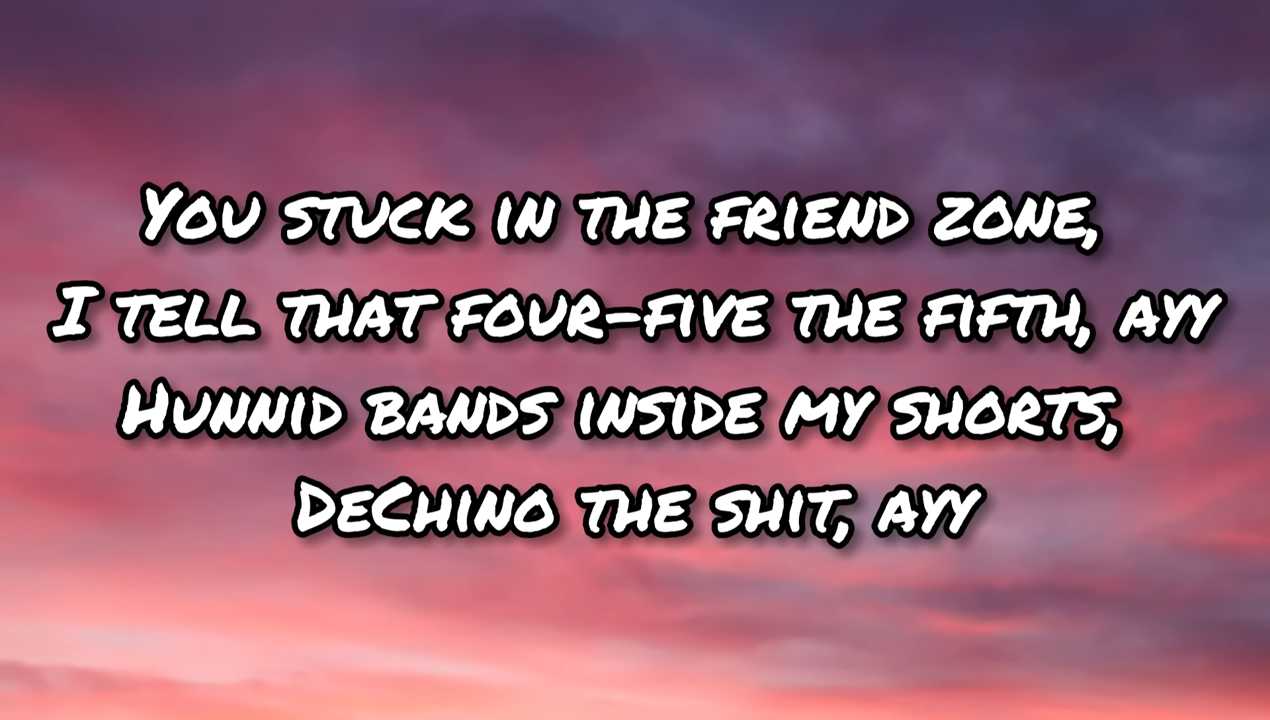 You stuck in the friend zone,
I tell that four-five the fifth, ayy
Hunnid bands inside my shorts,
DeChino the shit, ayy